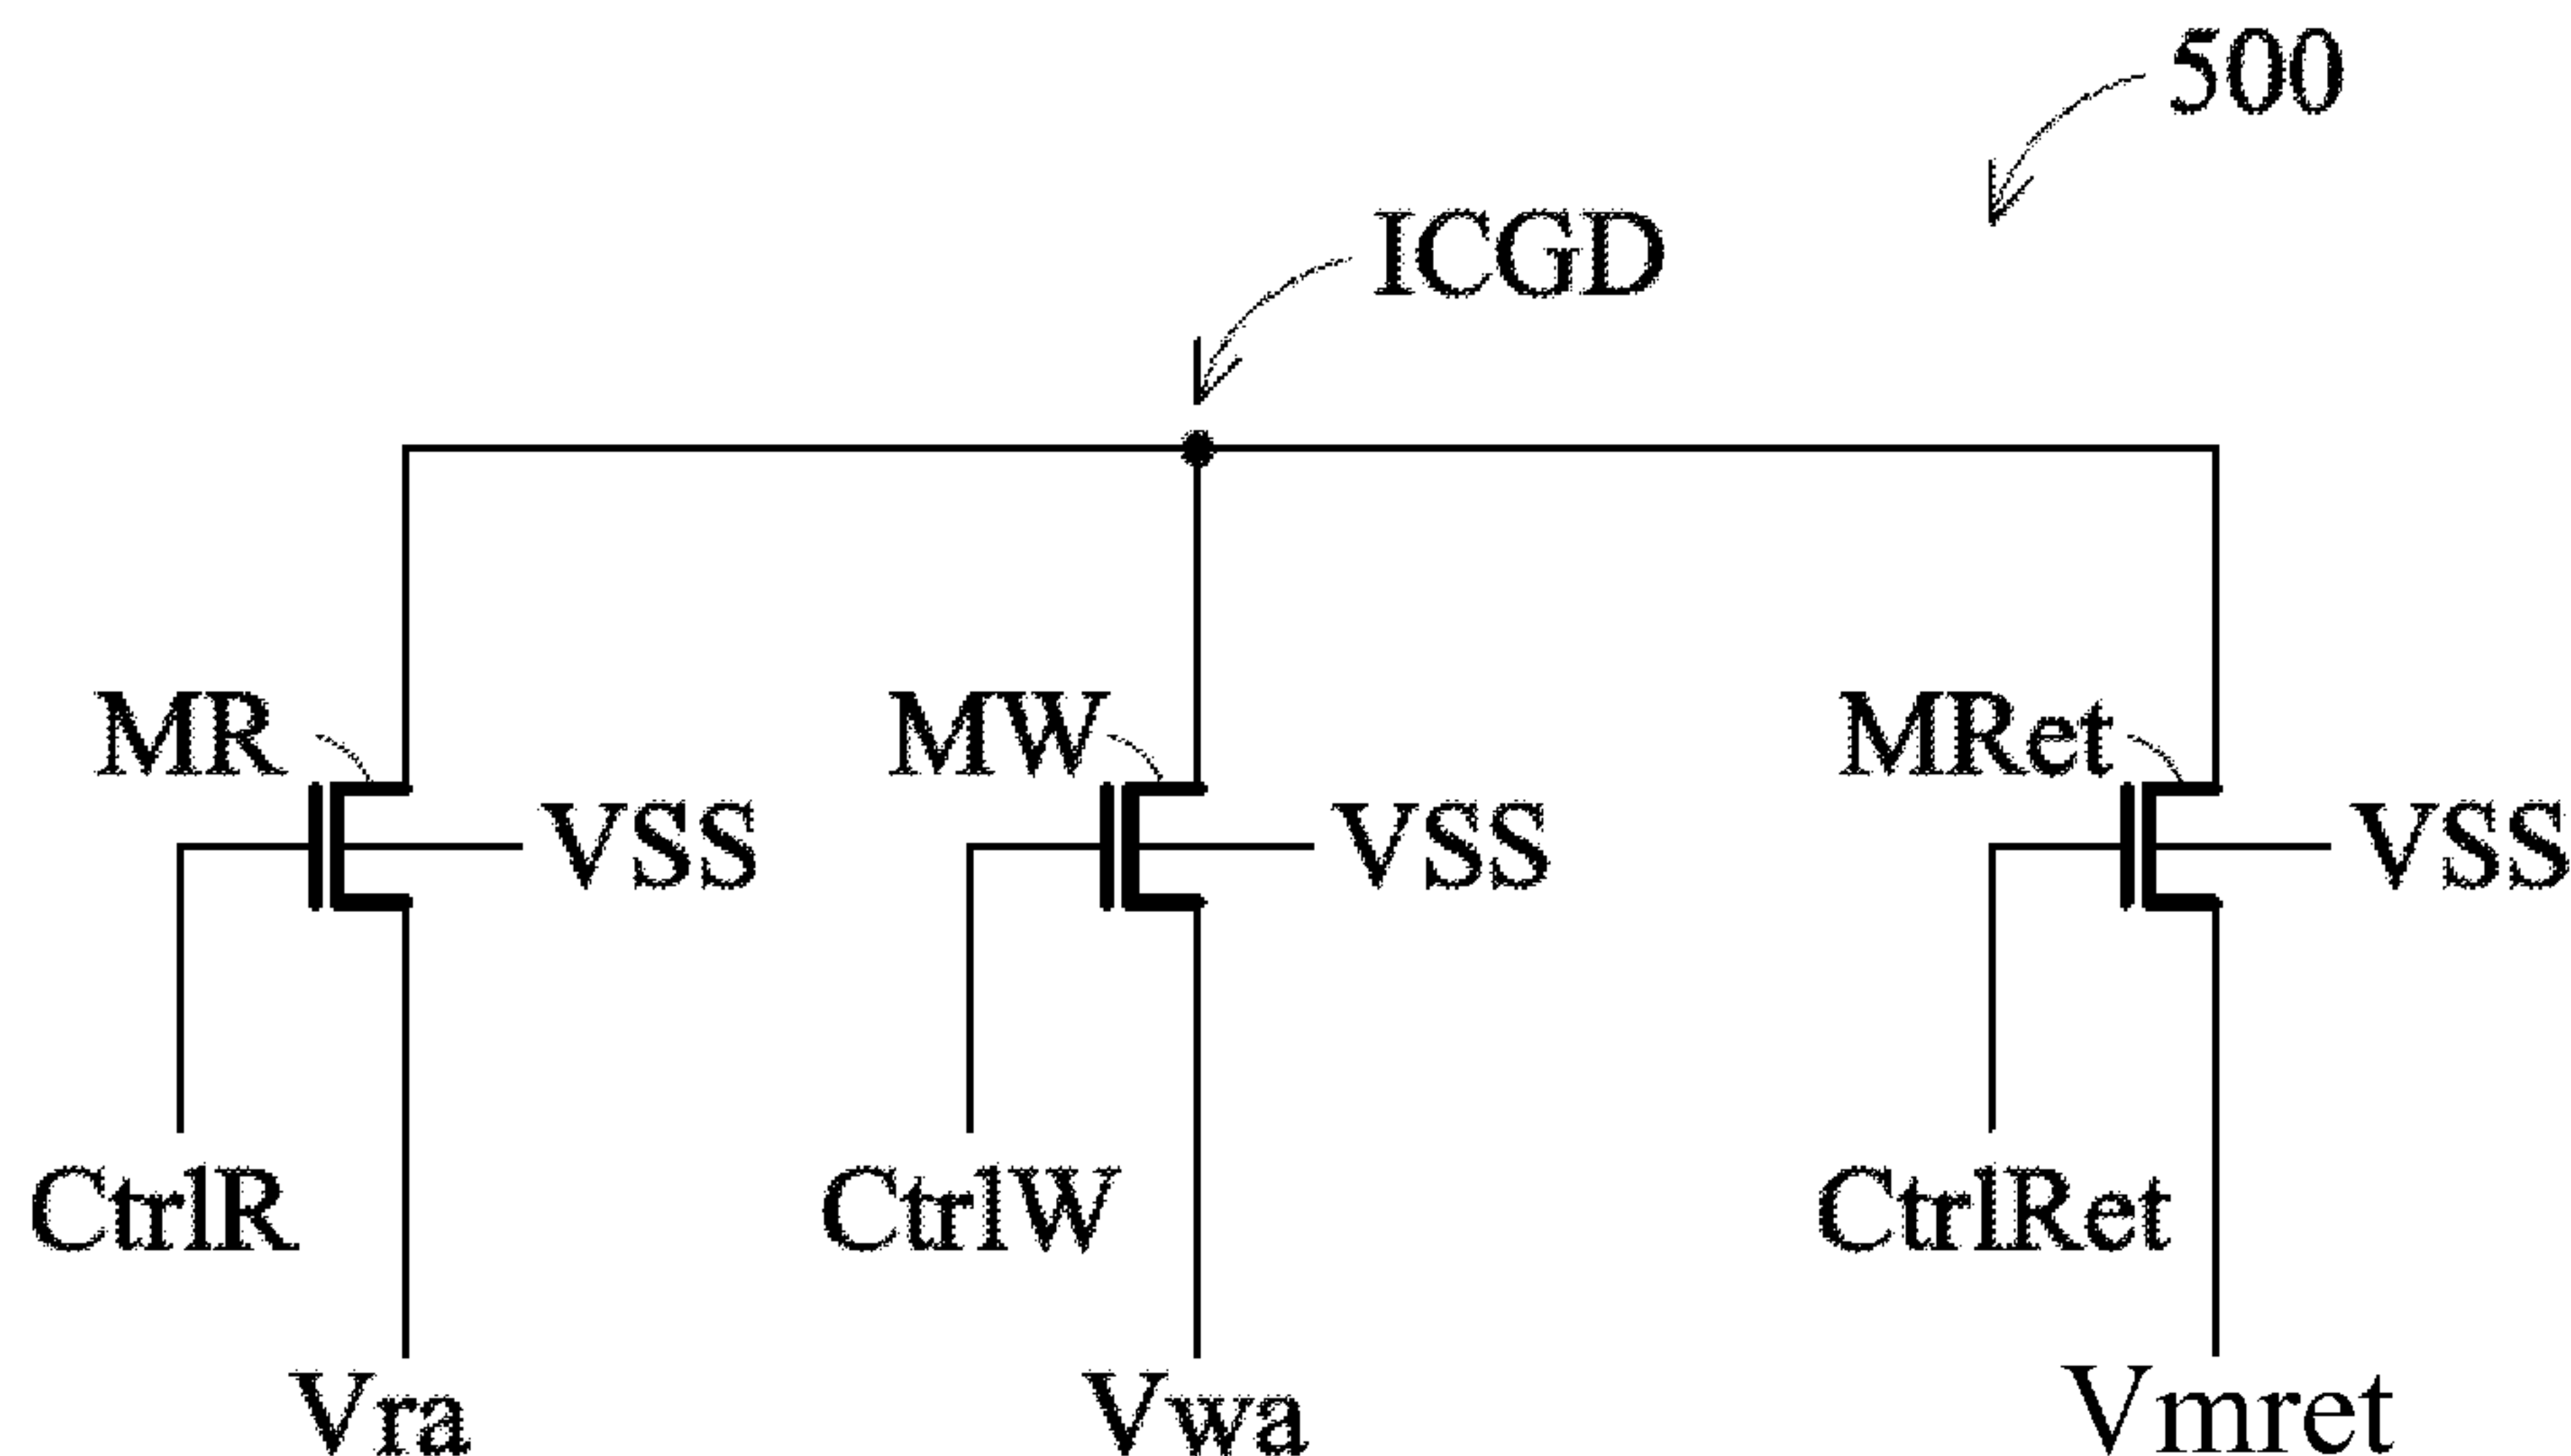 500
ICGD
MR
MW
MRet
VSS
VSS
VSS
CtrlR
CtrlW
CtrlRet
Vra
Vwa
Vmret